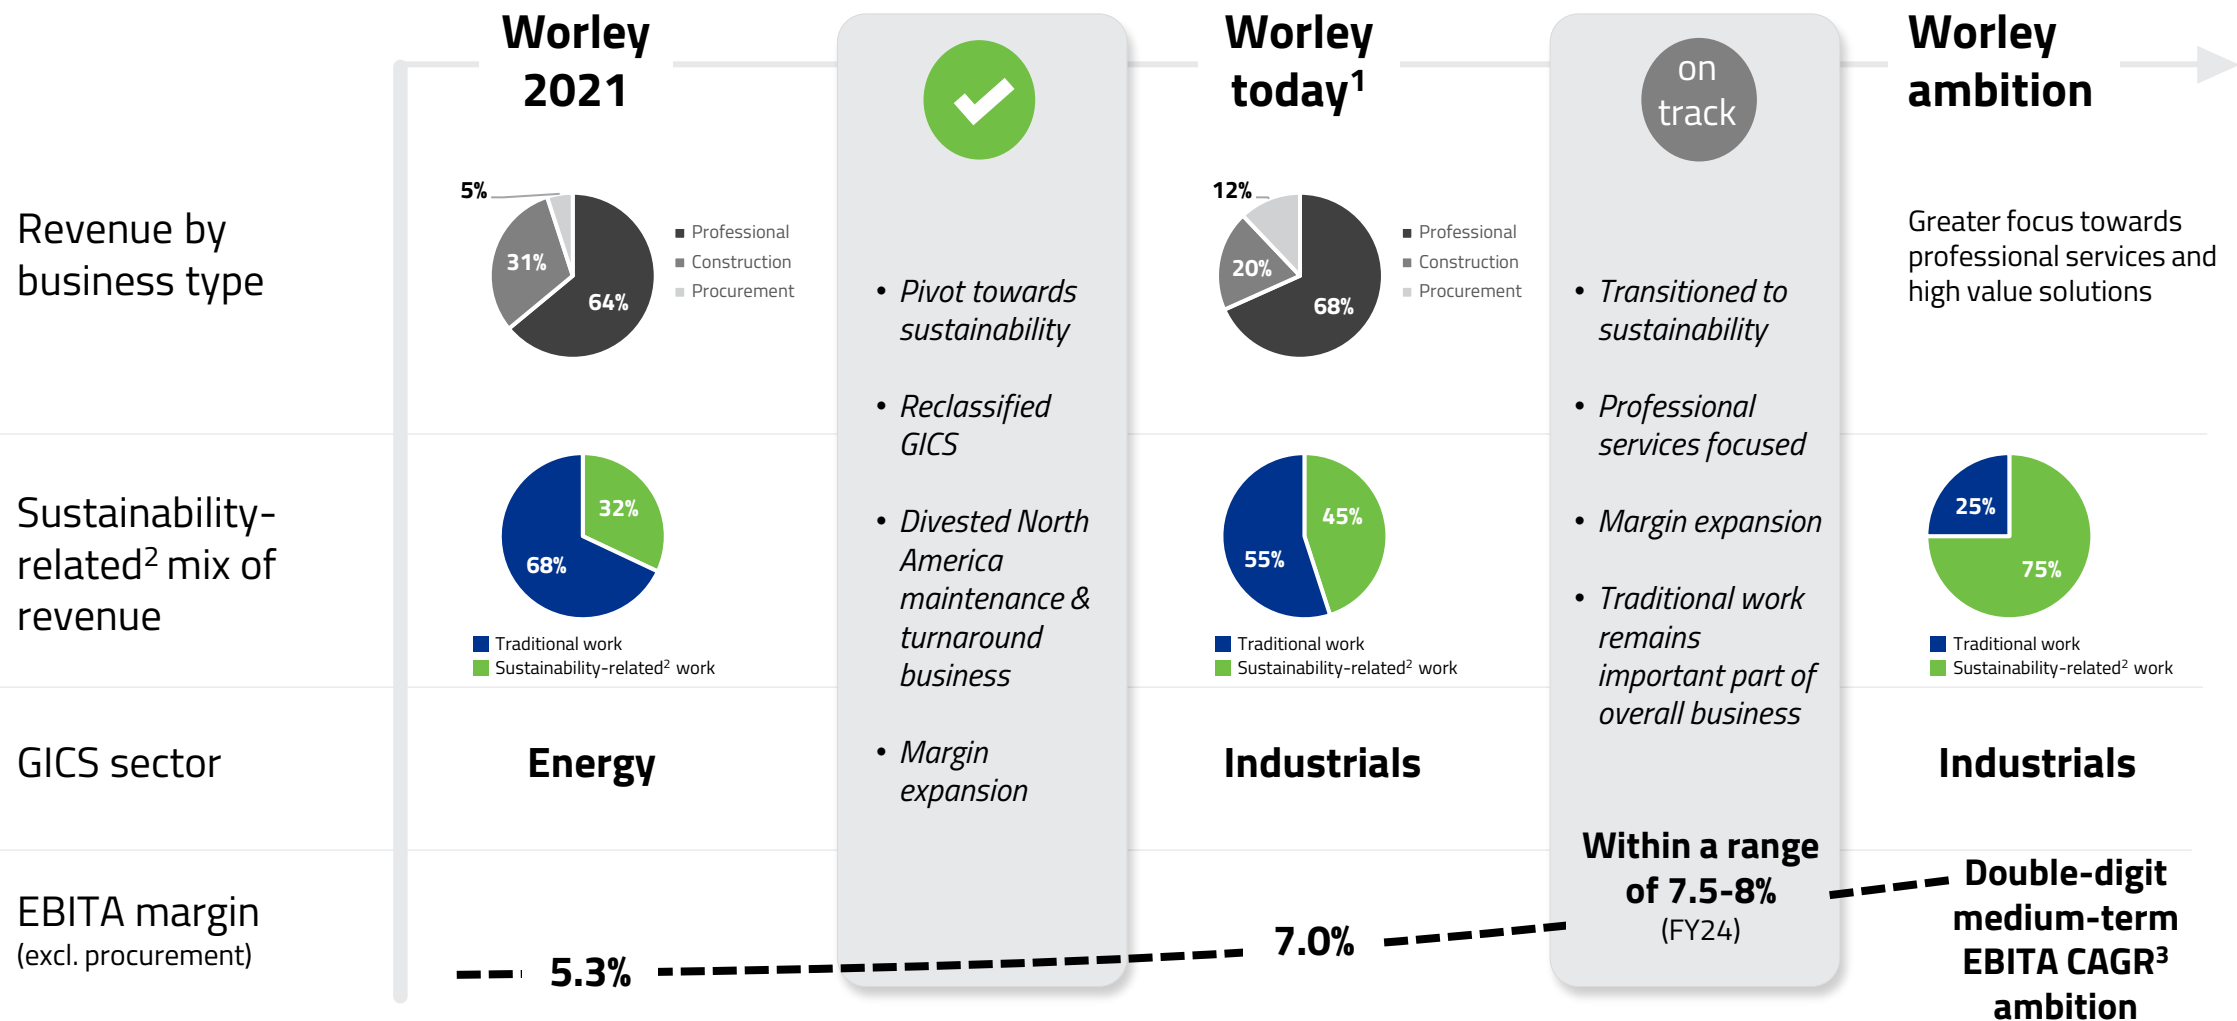 Worley
2021
Worley
today¹
on
track
Worley
ambition
Revenue by
business type
5%
31%
64%
Professional
Construction
Procurement
12%
20%
68%
Professional
Construction
Procurement
Greater focus towards
professional services and
high value solutions
• Pivot towards
sustainability
• Reclassified
GICS
• Divested North
America
maintenance &
turnaround
business
• Margin
expansion
• Transitioned to
sustainability
• Professional
services focused
• Margin expansion
• Traditional work
remains
important part of
overall business
Sustainability-
related² mix of
revenue
32%
68%
Traditional work
Sustainability-related² work
45%
55%
Traditional work
Sustainability-related² work
25%
75%
Traditional work
Sustainability-related² work
GICS sector
Energy
Industrials
Industrials
EBITA margin
(excl. procurement)
5.3%
7.0%
Within a range
of 7.5-8%
(FY24)
Double-digit
medium-term
EBITA CAGR³
ambition